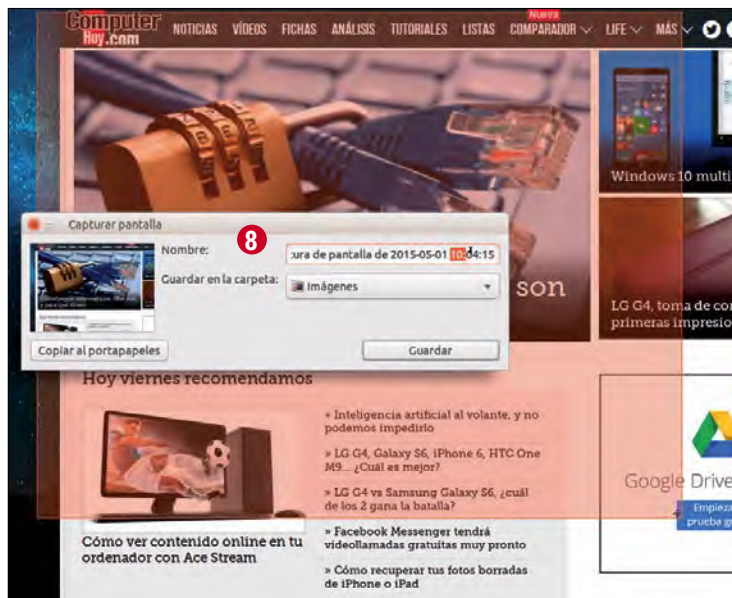 Computer
Hoy.com
NOTICIAS VÍDEOS FICHAS ANÁLISIS TUTORIALES LISTAS COMPARADOR LIFE MÁS
Nueva
Windows 10 multi
Capturar pantalla
8
Nombre: :ura de pantalla de 2015-05-01 10:04:15
Guardar en la carpeta: Imágenes
Copiar al portapapeles Guardar
son
LG G4, toma de con
primeras impresio
Hoy viernes recomendamos
» Inteligencia artificial al volante, y no
podemos impedirlo
» LG G4, Galaxy S6, iPhone 6, HTC One
M9... ¿Cuál es mejor?
» LG G4 vs Samsung Galaxy S6, ¿cuál
de los 2 gana la batalla?
» Facebook Messenger tendrá
videollamadas gratuitas muy pronto
» Cómo recuperar tus fotos borradas
de iPhone o iPad
Cómo ver contenido online en tu
ordenador con Ace Stream
Google Drive
Empieza
prueba gr